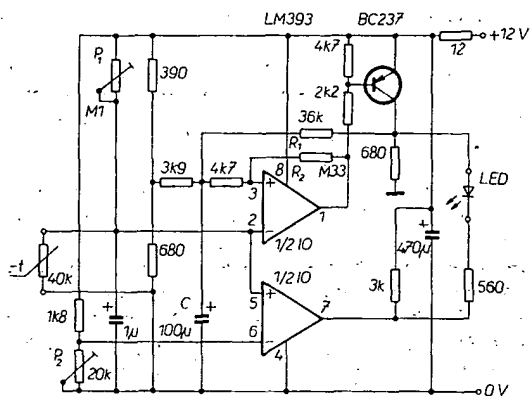 LM393 BC237
P1
M1
390
4k7
12
+12V
2k2
36k
R1
3k9
4k7
R2
M33
680
LED
8
3
+
1
2
−
1/2 IO
-t
40k
680
1/2 IO
+
470µ
3k
560
1k8
+
1µ
C
+
100µ
5
+
7
6
−
4
P2
20k
0V